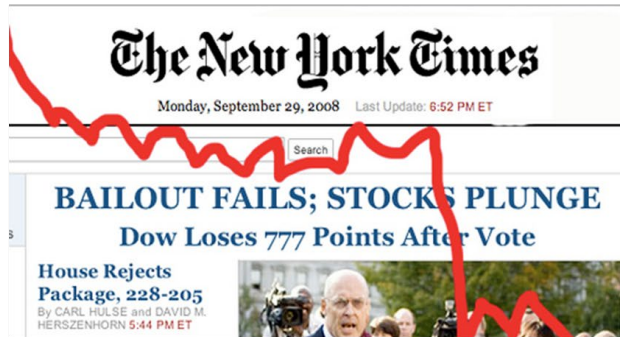 The New York Times
Monday, September 29, 2008 Last Update: 6:52 PM ET
Search
S
BAILOUT FAILS; STOCKS PLUNGE
Dow Loses 777 Points After Vote
House Rejects
Package, 228-205
By CARL HULSE and DAVID M.
HERSZENHORN 5:44 PM ET